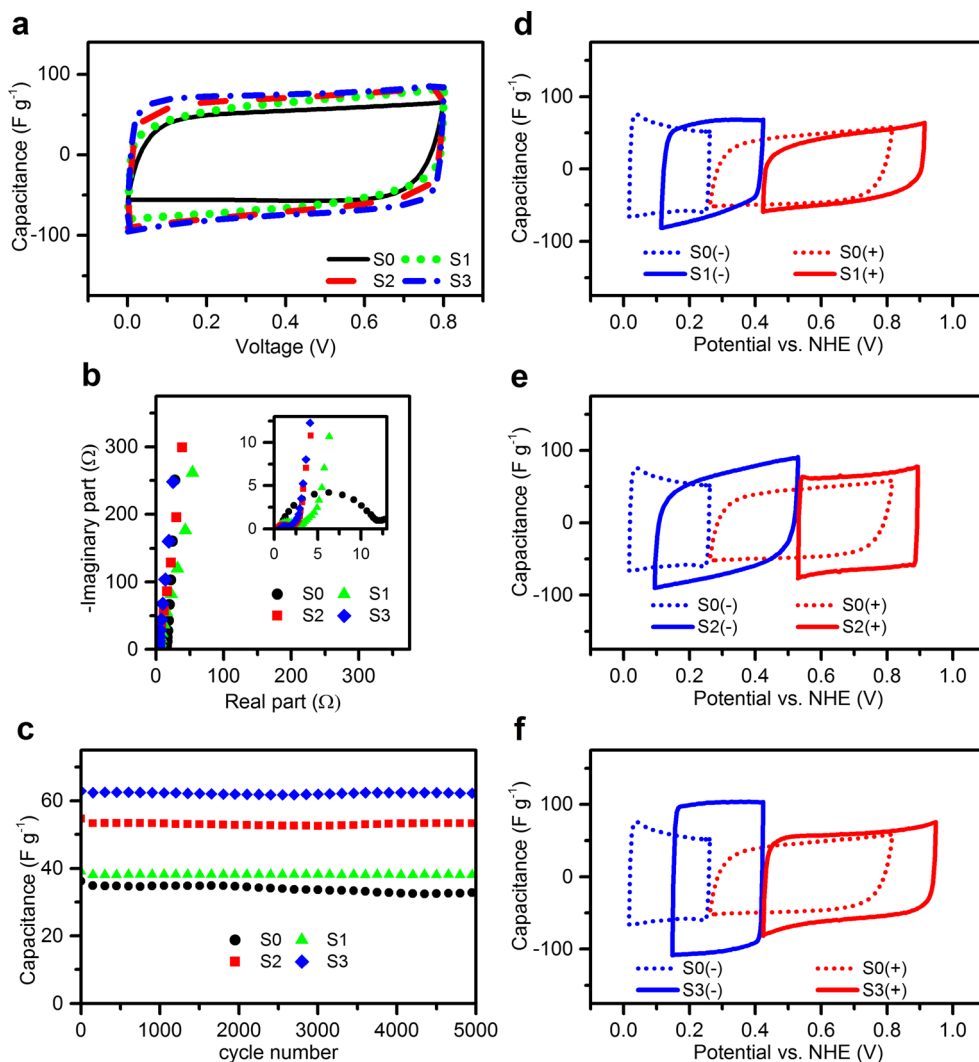 a
Capacitance (F g⁻¹)
100
0
-100
0.0 0.2 0.4 0.6 0.8
Voltage (V)
S0 S1
S2 S3
b
-Imaginary part (Ω)
300
200
100
0
0 100 200 300
Real part (Ω)
10
5
0
0 5 10
S0 S1
S2 S3
c
Capacitance (F g⁻¹)
60
40
20
0
0 1000 2000 3000 4000 5000
cycle number
S0 S1
S2 S3
d
Capacitance (F g⁻¹)
100
0
-100
0.0 0.2 0.4 0.6 0.8 1.0
Potential vs. NHE (V)
S0(-) S0(+)
S1(-) S1(+)
e
Capacitance (F g⁻¹)
100
0
-100
0.0 0.2 0.4 0.6 0.8 1.0
Potential vs. NHE (V)
S0(-) S0(+)
S2(-) S2(+)
f
Capacitance (F g⁻¹)
100
0
-100
0.0 0.2 0.4 0.6 0.8 1.0
Potential vs. NHE (V)
S0(-) S0(+)
S3(-) S3(+)